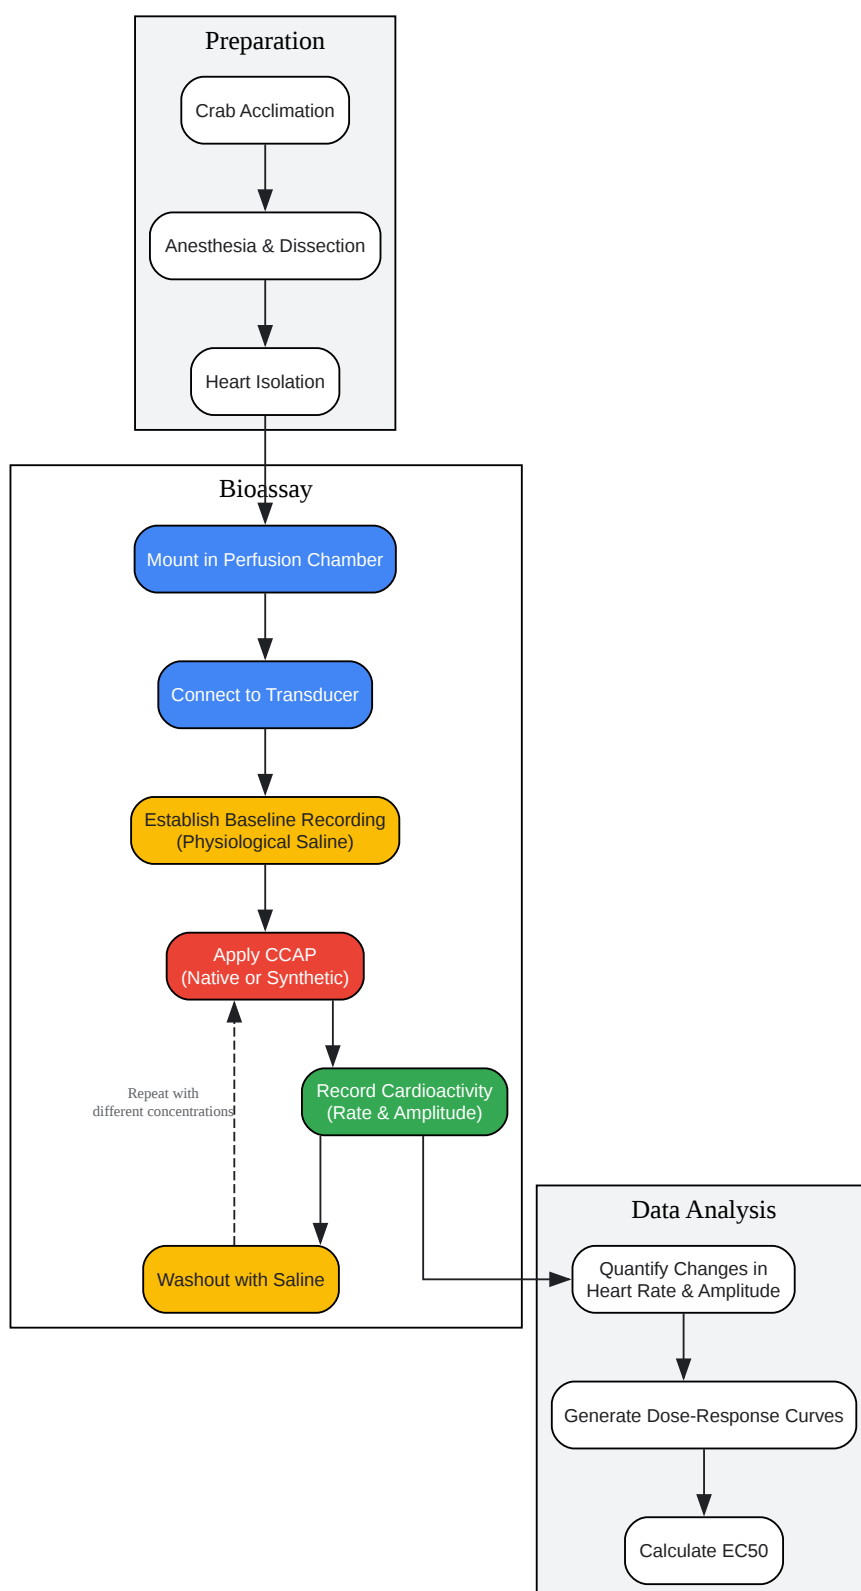 Preparation
Crab Acclimation
Anesthesia & Dissection
Heart Isolation
Bioassay
Mount in Perfusion Chamber
Connect to Transducer
Establish Baseline Recording
(Physiological Saline)
Apply CCAP
(Native or Synthetic)
Repeat with
different concentrations
Record Cardioactivity
(Rate & Amplitude)
Washout with Saline
Data Analysis
Quantify Changes in
Heart Rate & Amplitude
Generate Dose-Response Curves
Calculate EC50